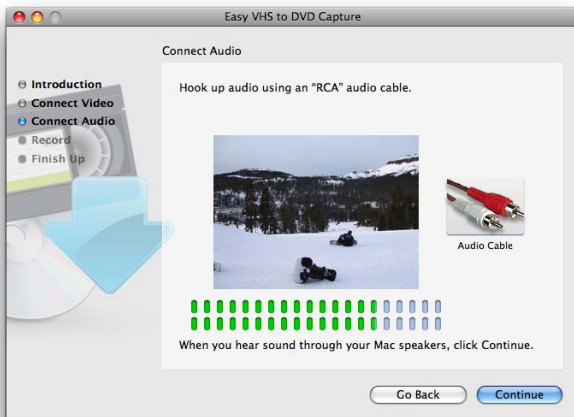 Easy VHS to DVD Capture
Connect Audio
Introduction
Connect Video
Connect Audio
Record
Finish Up
Hook up audio using an “RCA” audio cable.
Audio Cable
When you hear sound through your Mac speakers, click Continue.
Go Back
Continue